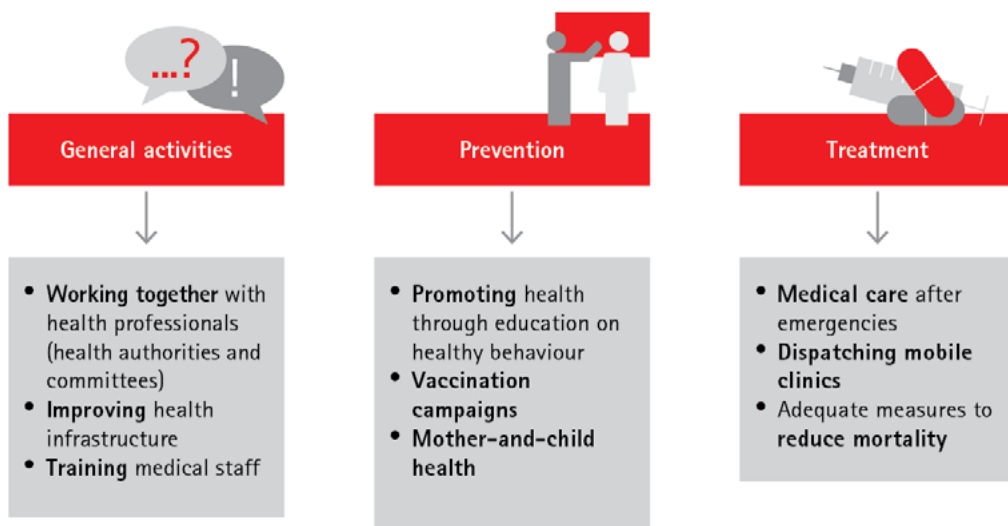 ...?
!
General activities
• Working together with
health professionals
(health authorities and
committees)
• Improving health
infrastructure
• Training medical staff
Prevention
• Promoting health
through education on
healthy behaviour
• Vaccination
campaigns
• Mother-and-child
health
Treatment
• Medical care after
emergencies
• Dispatching mobile
clinics
• Adequate measures to
reduce mortality